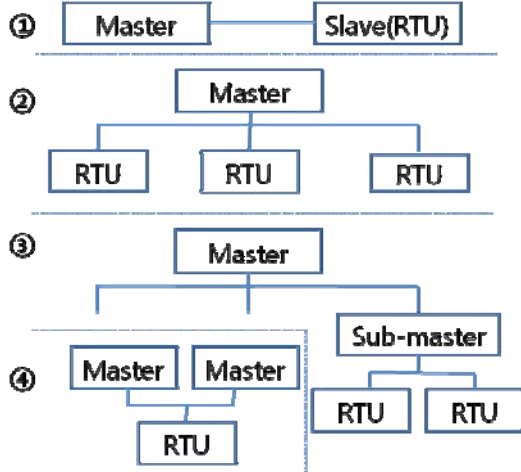 ① Master Slave(RTU)
② Master
RTU RTU RTU
③ Master
Sub-master
④ Master Master
RTU RTU
RTU